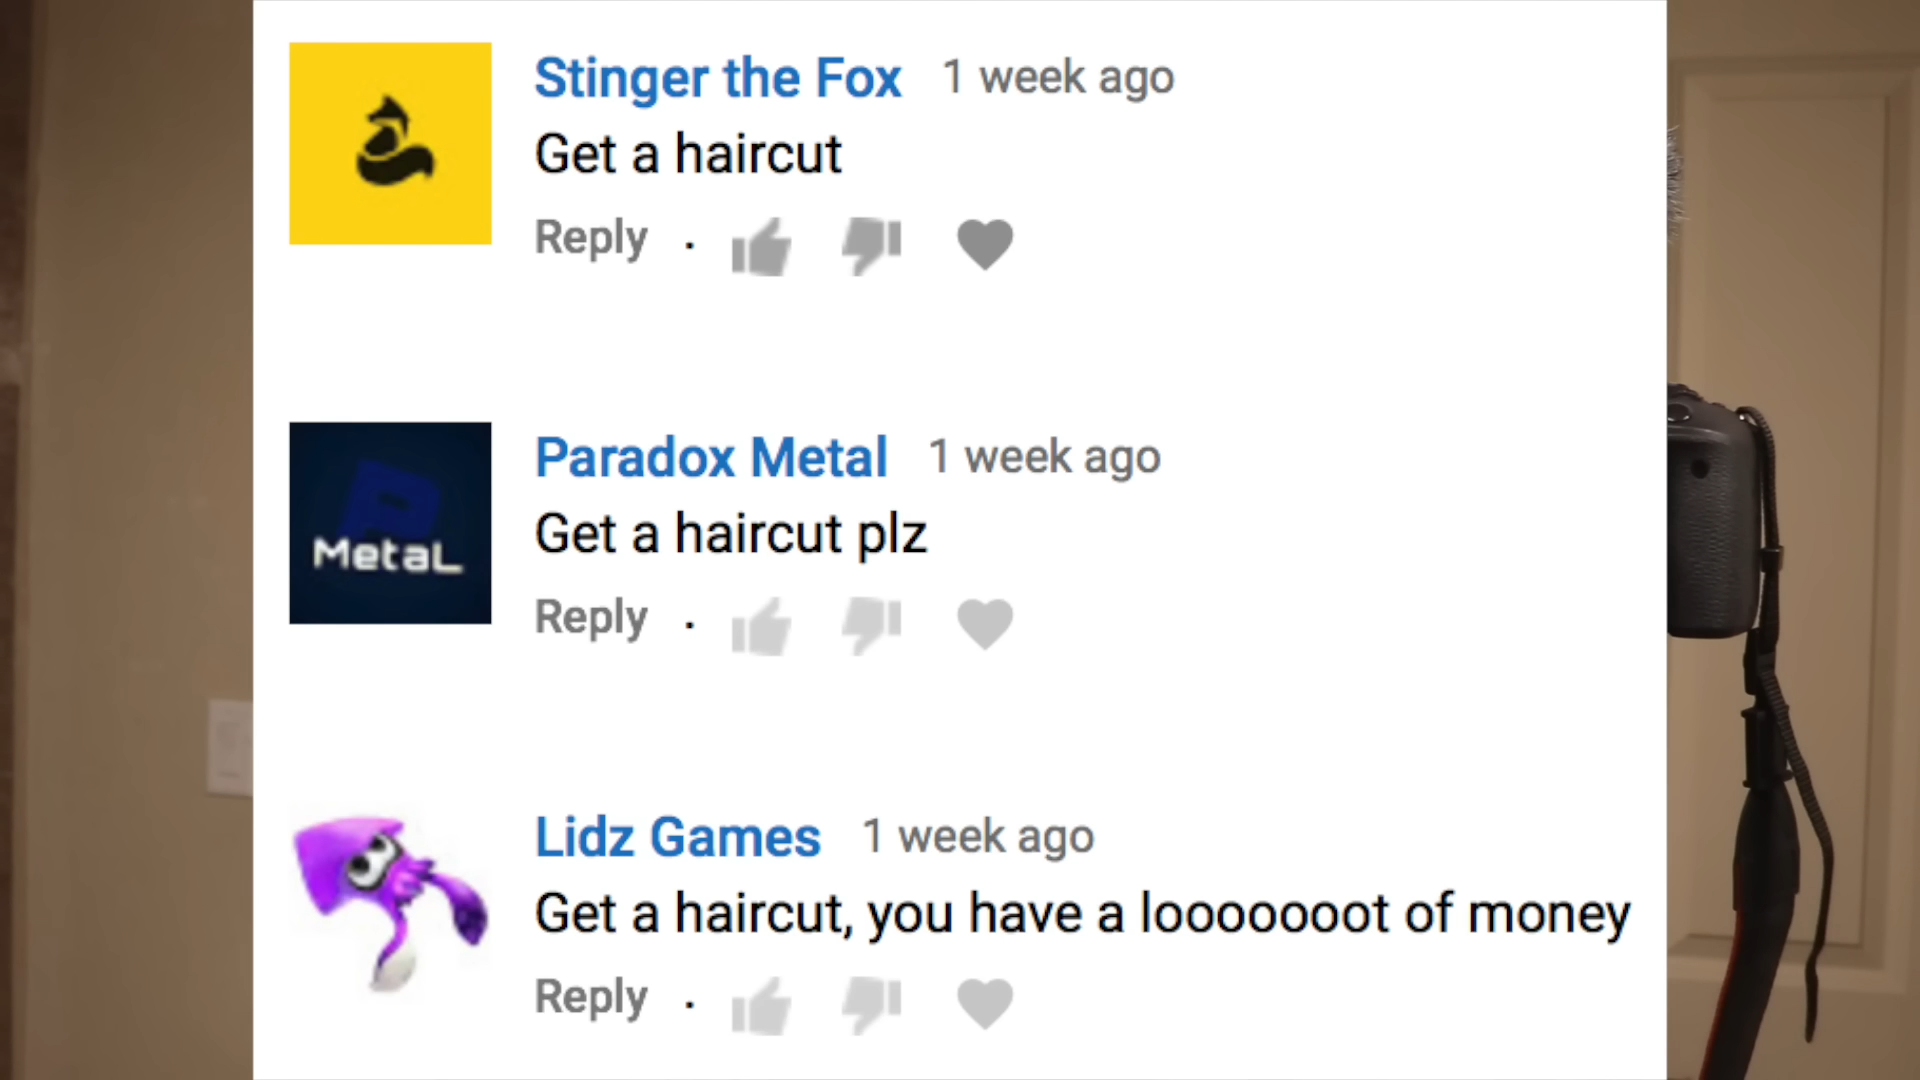 Stinger the Fox 1 week ago
Get a haircut
Reply .
MetaL
Paradox Metal 1 week ago
Get a haircut plz
Reply .
Lidz Games 1 week ago
Get a haircut, you have a looooooot of money
Reply .